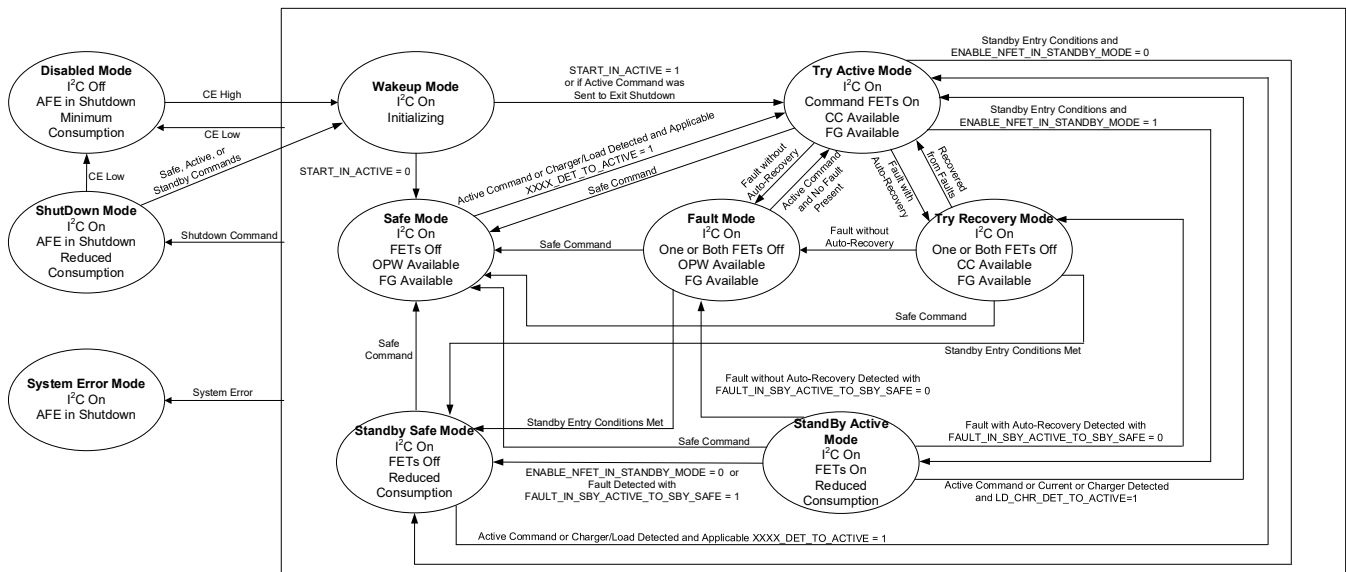 Standby Entry Conditions and
ENABLE_NFET_IN_STANDBY_MODE = 0
Disabled Mode
I²C Off
AFE in Shutdown
Minimum
Consumption
CE High
CE Low
Wakeup Mode
I²C On
Initializing
START_IN_ACTIVE = 1
or if Active Command was
Sent to Exit Shutdown
Try Active Mode
I²C On
Command FETs On
CC Available
FG Available
Standby Entry Conditions and
ENABLE_NFET_IN_STANDBY_MODE = 1
CE Low
Safe, Active, or
Standby Commands
START_IN_ACTIVE = 0
Active Command or Charger/Load Detected and Applicable
XXXX_DET_TO_ACTIVE = 1
Safe Command
Fault without
Auto-Recovery
Active Command
and No Fault
Present
Fault with
Auto-Recovery
Recovered
from Faults
ShutDown Mode
I²C On
AFE in Shutdown
Reduced
Consumption
Shutdown Command
Safe Mode
I²C On
FETs Off
OPW Available
FG Available
Safe Command
Fault Mode
I²C On
One or Both FETs Off
OPW Available
FG Available
Fault without
Auto-Recovery
Try Recovery Mode
I²C On
One or Both FETs Off
CC Available
FG Available
Safe Command
Safe
Command
Standby Entry Conditions Met
System Error Mode
I²C On
AFE in Shutdown
System Error
Fault without Auto-Recovery Detected with
FAULT_IN_SBY_ACTIVE_TO_SBY_SAFE = 0
Standby Safe Mode
I²C On
FETs Off
Reduced
Consumption
Standby Entry Conditions Met
Safe Command
ENABLE_NFET_IN_STANDBY_MODE = 0 or
Fault Detected with
FAULT_IN_SBY_ACTIVE_TO_SBY_SAFE = 1
StandBy Active
Mode
I²C On
FETs On
Reduced
Consumption
Fault with Auto-Recovery Detected with
FAULT_IN_SBY_ACTIVE_TO_SBY_SAFE = 0
Active Command or Current or Charger Detected
and LD_CHR_DET_TO_ACTIVE=1
Active Command or Charger/Load Detected and Applicable XXXX_DET_TO_ACTIVE = 1